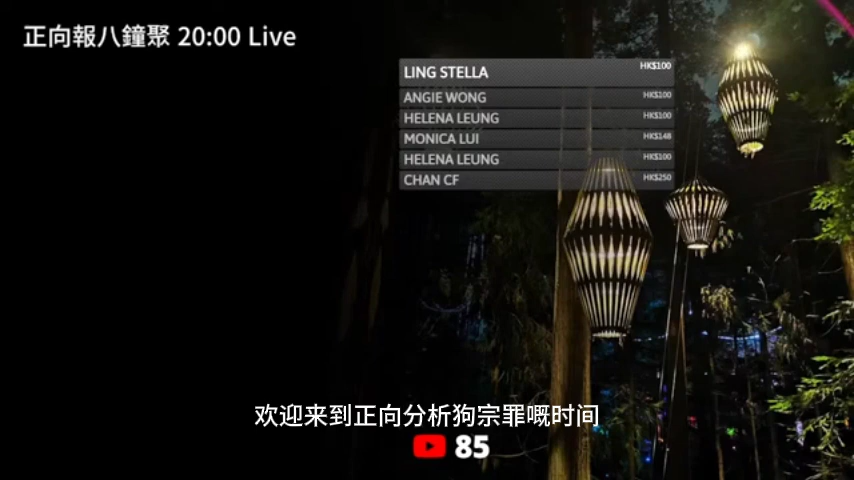 正向報八鐘聚 20:00 Live
LING STELLA HK$100
ANGIE WONG HK$100
HELENA LEUNG HK$100
MONICA LUI HK$148
HELENA LEUNG HK$100
CHAN CF HK$250
欢迎来到正向分析狗宗罪嘅时间
85